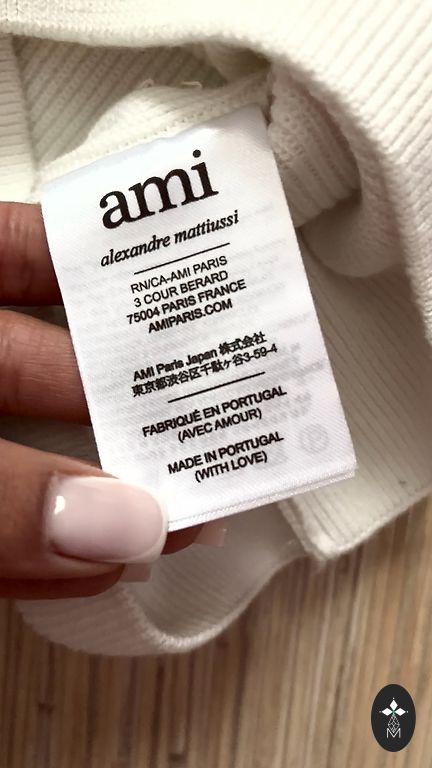 ami
alexandre mattiussi
RN/CA-AMI PARIS
3 COUR BERARD
75004 PARIS FRANCE
AMIPARIS.COM
AMI Paris Japan 株式会社
東京都渋谷区千駄ヶ谷3-59-4
FABRIQUÉ EN PORTUGAL
(AVEC AMOUR)
MADE IN PORTUGAL
(WITH LOVE)
M